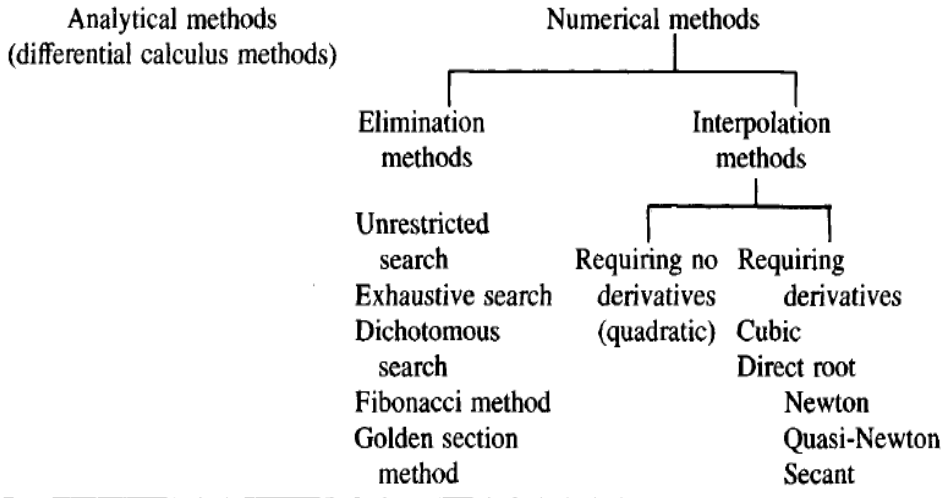 Analytical methods
(differential calculus methods)
Numerical methods
Elimination
methods
Interpolation
methods
Unrestricted
search
Exhaustive search
Dichotomous
search
Fibonacci method
Golden section
method
Requiring no
derivatives
(quadratic)
Requiring
derivatives
Cubic
Direct root
Newton
Quasi-Newton
Secant